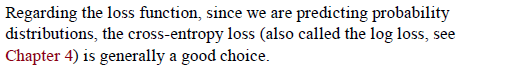 Regarding the loss function, since we are predicting probability
distributions, the cross-entropy loss (also called the log loss, see
Chapter 4) is generally a good choice.